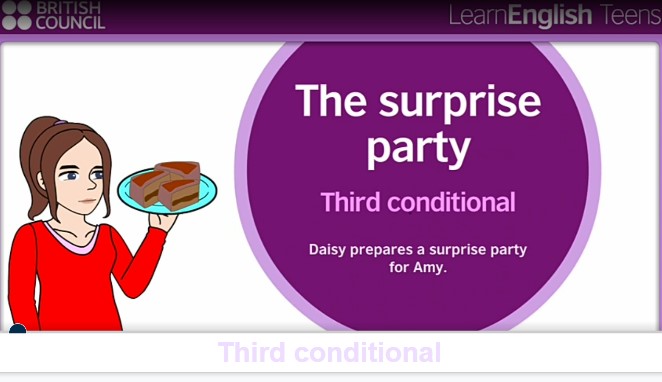 BRITISH
COUNCIL
LearnEnglish Teens
The surprise
party
Third conditional
Daisy prepares a surprise party
for Amy.
Third conditional